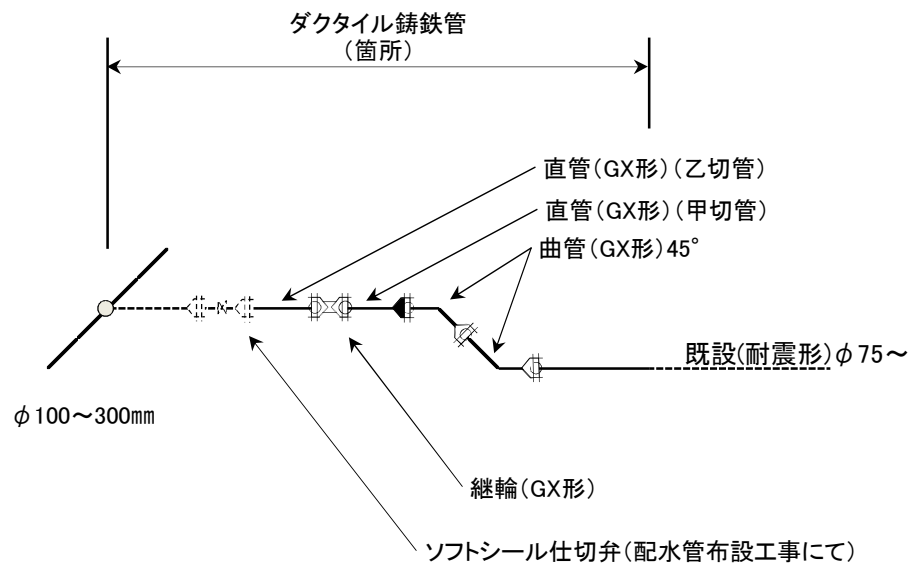 ダクタイル鋳鉄管
（箇所）
直管（GX形）（乙切管）
直管（GX形）（甲切管）
曲管（GX形）45°
既設(耐震形)φ75～
φ100～300㎜
継輪（GX形）
ソフトシール仕切弁（配水管布設工事にて）